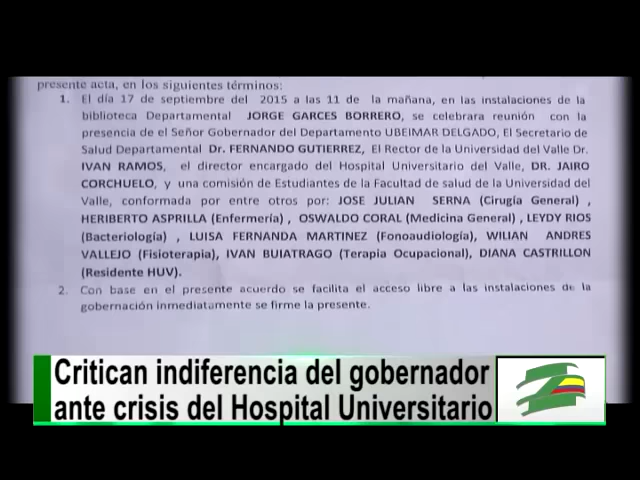 presente acta, en los siguientes términos:
1. El día 17 de septiembre del 2015 a las 11 de la mañana, en las instalaciones de la
biblioteca Departamental JORGE GARCES BORRERO, se celebrara reunión con la
presencia de el Señor Gobernador del Departamento UBEIMAR DELGADO, El Secretario de
Salud Departamental Dr. FERNANDO GUTIERREZ, El Rector de la Universidad del Valle Dr.
IVAN RAMOS, el director encargado del Hospital Universitario del Valle, DR. JAIRO
CORCHUELO, y una comisión de Estudiantes de la Facultad de salud de la Universidad del
Valle, conformada por entre otros por: JOSE JULIAN SERNA (Cirugía General) ,
HERIBERTO ASPRILLA (Enfermería) , OSWALDO CORAL (Medicina General) , LEYDY RIOS
(Bacteriología) , LUISA FERNANDA MARTINEZ (Fonoaudiología), WILIAN ANDRES
VALLEJO (Fisioterapia), IVAN BUIATRAGO (Terapia Ocupacional), DIANA CASTRILLON
(Residente HUV).
2. Con base en el presente acuerdo se facilita el acceso libre a las instalaciones de la
gobernación inmediatamente se firme la presente.
Critican indiferencia del gobernador
ante crisis del Hospital Universitario